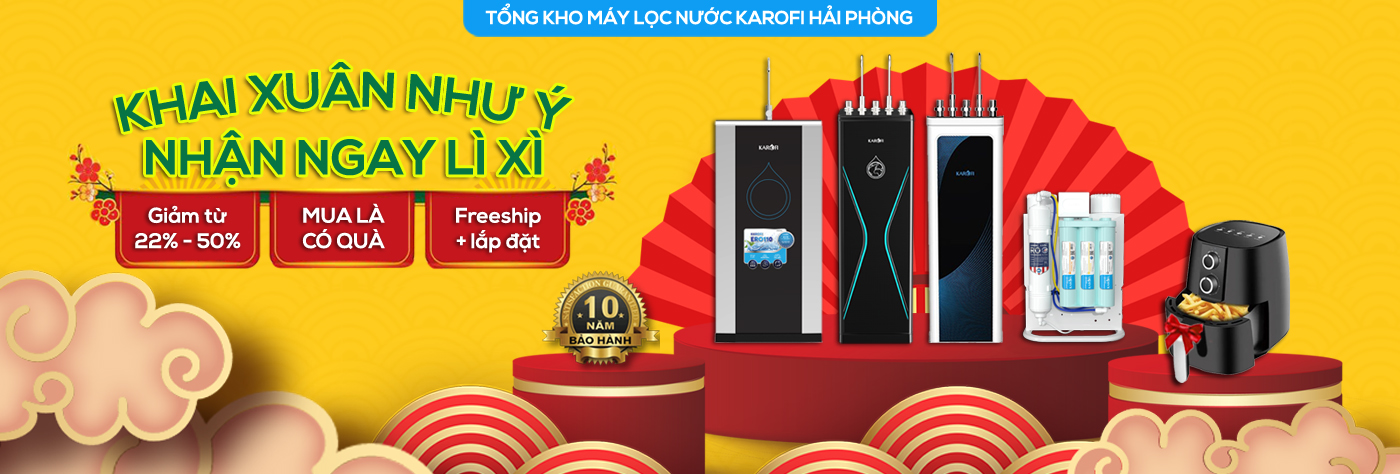 TỔNG KHO MÁY LỌC NƯỚC KAROFI HẢI PHÒNG
KHAI XUÂN NHƯ Ý
NHẬN NGAY LÌ XÌ
Giảm từ
22% - 50%
MUA LÀ
CÓ QUÀ
Freeship
+ lắp đặt
10
NĂM
BẢO HÀNH
KAROFI
ERO110
KAROFI
KAROFI